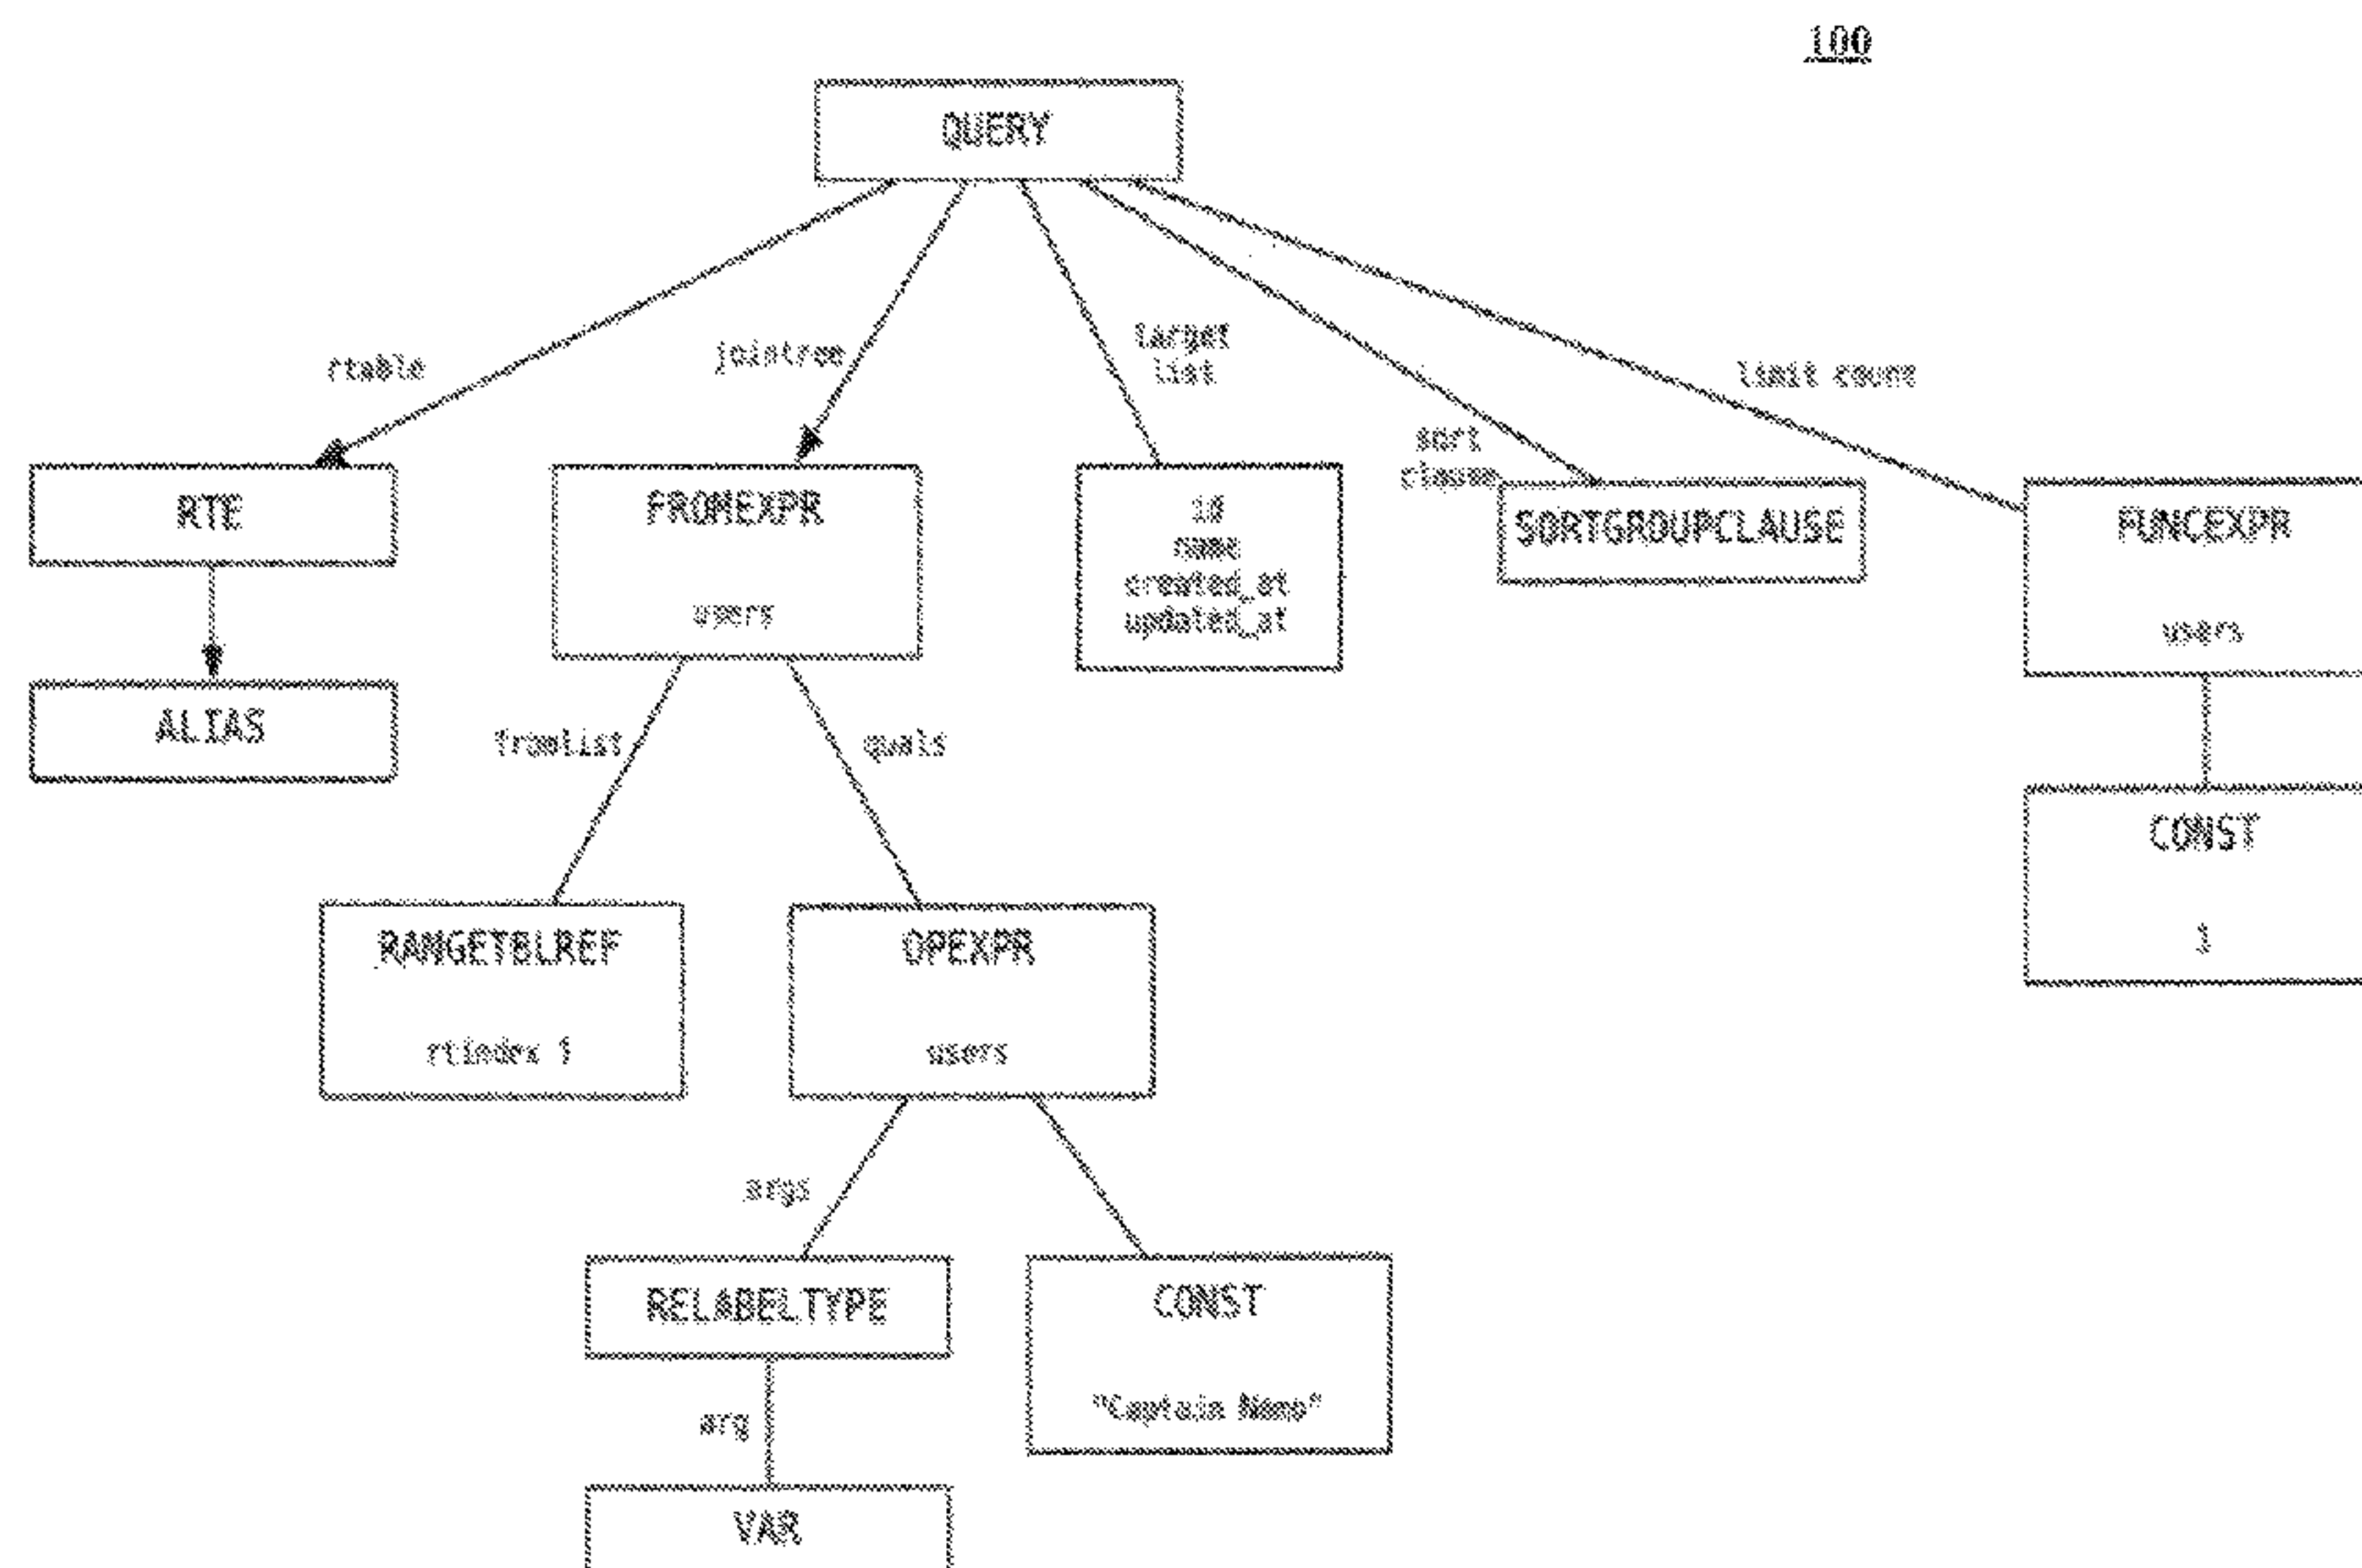 100
QUERY
rtable
jointree
target
list
limit count
sort
clause
RTE
FROMEXPR
users
id
name
created_at
updated_at
SORTGROUPCLAUSE
FUNCEXPR
users
ALIAS
fromlist
quals
CONST
1
RANGETBLREF
rtindex 1
OPEXPR
users
args
RELABELTYPE
CONST
"Captain Nemo"
arg
VAR